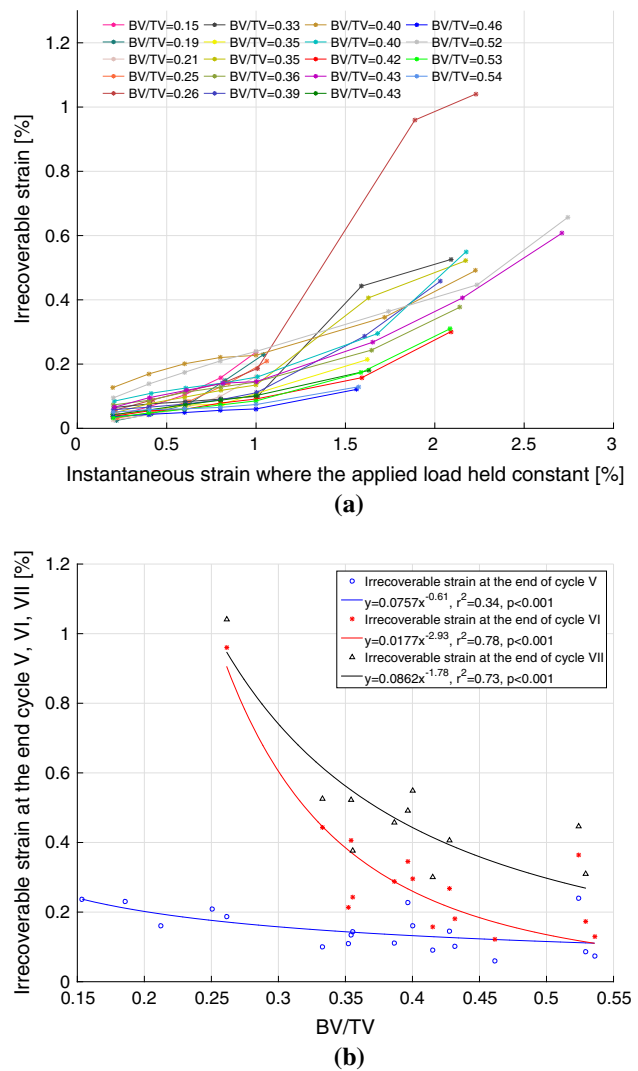 BV/TV=0.15 BV/TV=0.33 BV/TV=0.40 BV/TV=0.46
BV/TV=0.19 BV/TV=0.35 BV/TV=0.40 BV/TV=0.52
BV/TV=0.21 BV/TV=0.35 BV/TV=0.42 BV/TV=0.53
BV/TV=0.25 BV/TV=0.36 BV/TV=0.43 BV/TV=0.54
BV/TV=0.26 BV/TV=0.39 BV/TV=0.43
Irrecoverable strain [%]
1.2
1
0.8
0.6
0.4
0.2
0
0 0.5 1 1.5 2 2.5 3
Instantaneous strain where the applied load held constant [%]
(a)
Irrecoverable strain at the end cycle V, VI, VII [%]
1.2
1
0.8
0.6
0.4
0.2
0
Irrecoverable strain at the end of cycle V
y=0.0757x^-0.61, r^2=0.34, p<0.001
Irrecoverable strain at the end of cycle VI
y=0.0177x^-2.93, r^2=0.78, p<0.001
Irrecoverable strain at the end of cycle VII
y=0.0862x^-1.78, r^2=0.73, p<0.001
0.15 0.2 0.25 0.3 0.35 0.4 0.45 0.5 0.55
BV/TV
(b)